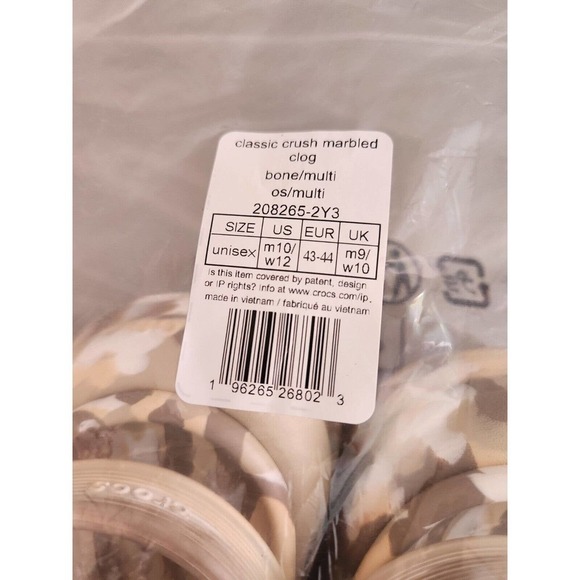 classic crush marbled
clog
bone/multi
os/multi
208265-2Y3
SIZE US EUR UK
unisex m10/ w12 43-44 m9/ w10
Is this item covered by patent, design
or IP rights? Info at www.crocs.com/ip.
made in vietnam / fabriqué au vietnam
1 96265 26802 3
crocs